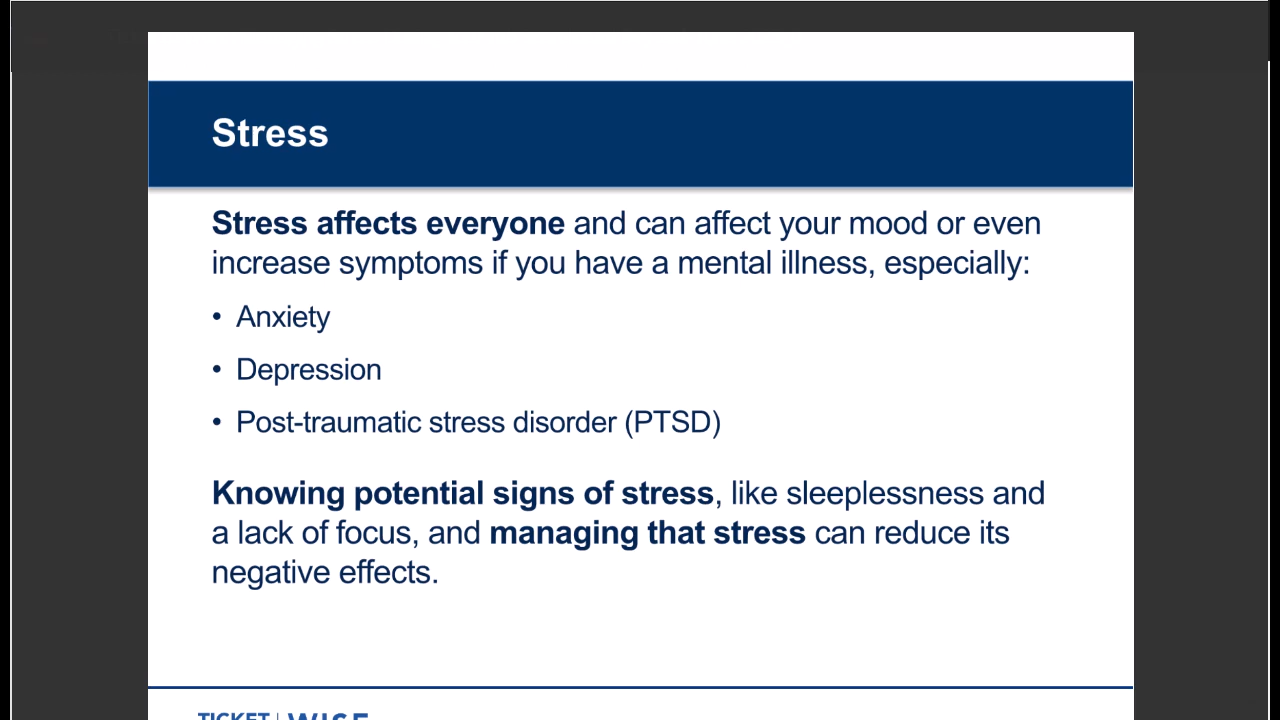 Stress
Stress affects everyone and can affect your mood or even
increase symptoms if you have a mental illness, especially:
• Anxiety
• Depression
• Post-traumatic stress disorder (PTSD)
Knowing potential signs of stress, like sleeplessness and
a lack of focus, and managing that stress can reduce its
negative effects.
TICKET | WISE